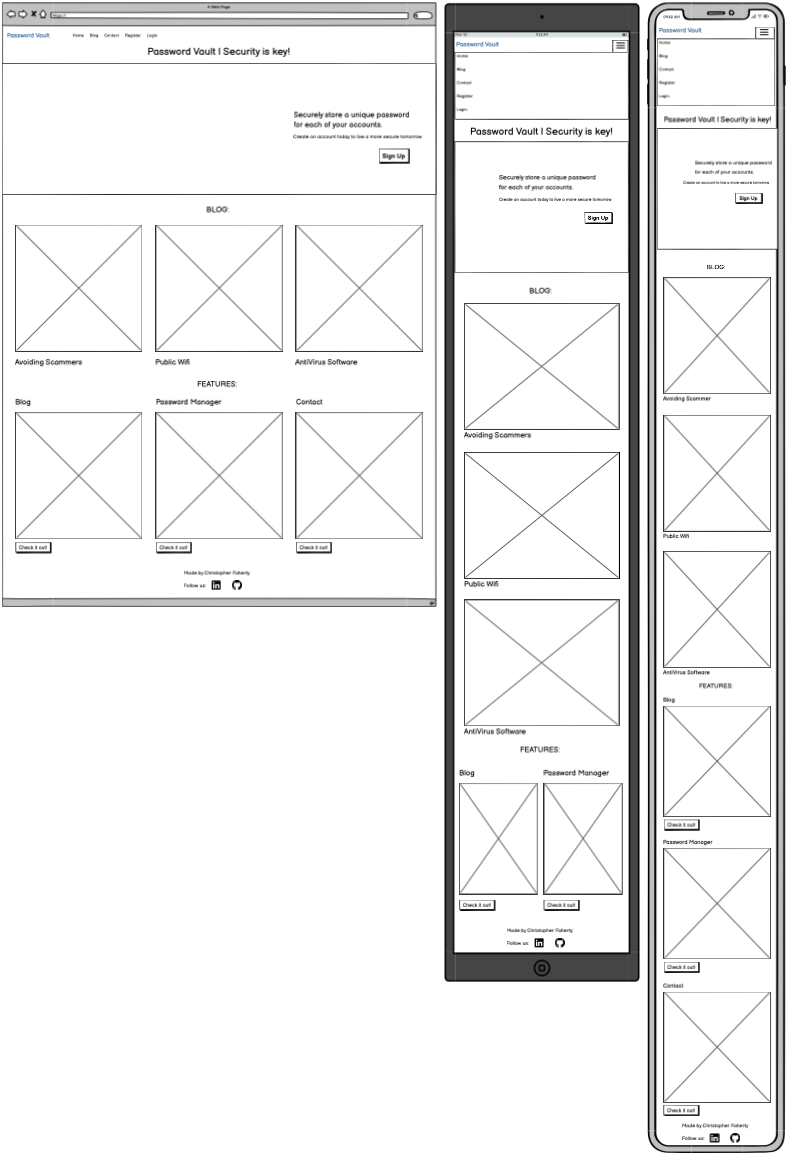 A Web Page
https://
Password Vault
Home Blog Contact Register Login
Password Vault | Security is key!
Securely store a unique password
for each of your accounts.
Create an account today to live a more secure tomorrow
Sign Up
BLOG:
Avoiding Scammers Public Wifi AntiVirus Software
FEATURES:
Blog Password Manager Contact
Check it out! Check it out! Check it out!
Made by Christopher Faherty
Follow us:
Password Vault
Home
Blog
Contact
Register
Login
Password Vault | Security is key!
Securely store a unique password
for each of your accounts.
Create an account today to live a more secure tomorrow
Sign Up
BLOG:
Avoiding Scammers
Public Wifi
AntiVirus Software
FEATURES:
Blog Password Manager
Check it out! Check it out!
Made by Christopher Faherty
Follow us:
09:52 AM
Password Vault
Home
Blog
Contact
Register
Login
Password Vault | Security is key!
Securely store a unique password
for each of your accounts
Create an account today to live a more secure tomorrow
Sign Up
BLOG:
Avoiding Scammer
Public Wifi
AntiVirus Software
FEATURES:
Blog
Check it out!
Password Manager
Check it out!
Contact
Check it out!
Made by Christopher Faherty
Follow us: